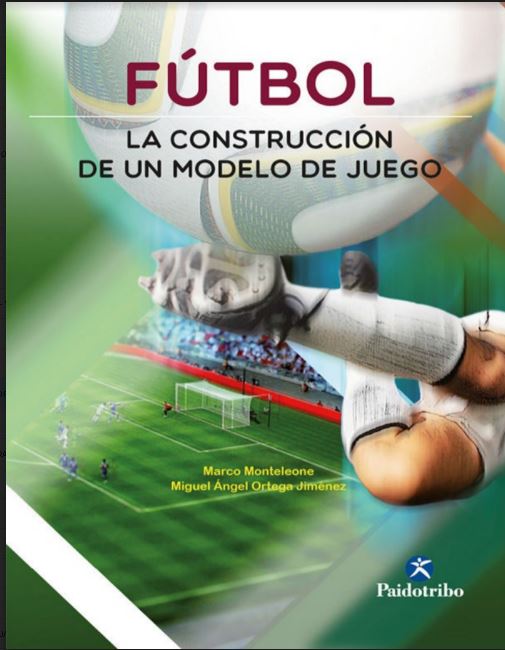 FÚTBOL
LA CONSTRUCCIÓN
DE UN MODELO DE JUEGO
Marco Monteleone
Miguel Ángel Ortega Jiménez
Paidotribo